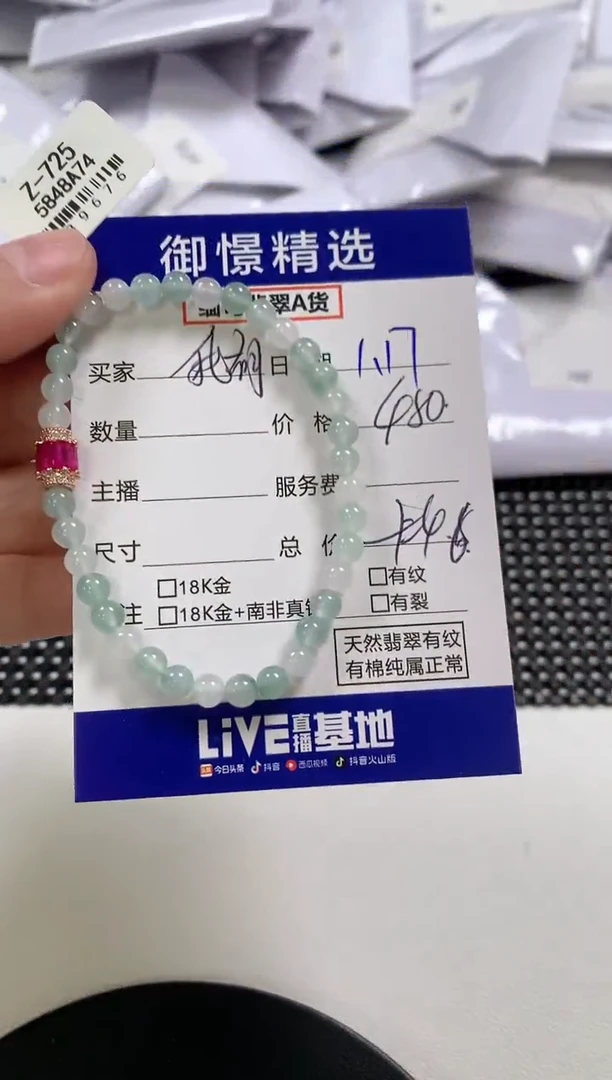 Z-725
5848A74
9676
御憬精选
翠A货
买家 日 1.17
数量 价 格 480.
主播 服务费
尺寸 总
注 □18K金 □有纹
□18K金+南非真 □有裂
天然翡翠有纹
有棉纯属正常
LiVE直播基地
头条 今日头条 抖音 西瓜视频 抖音火山版